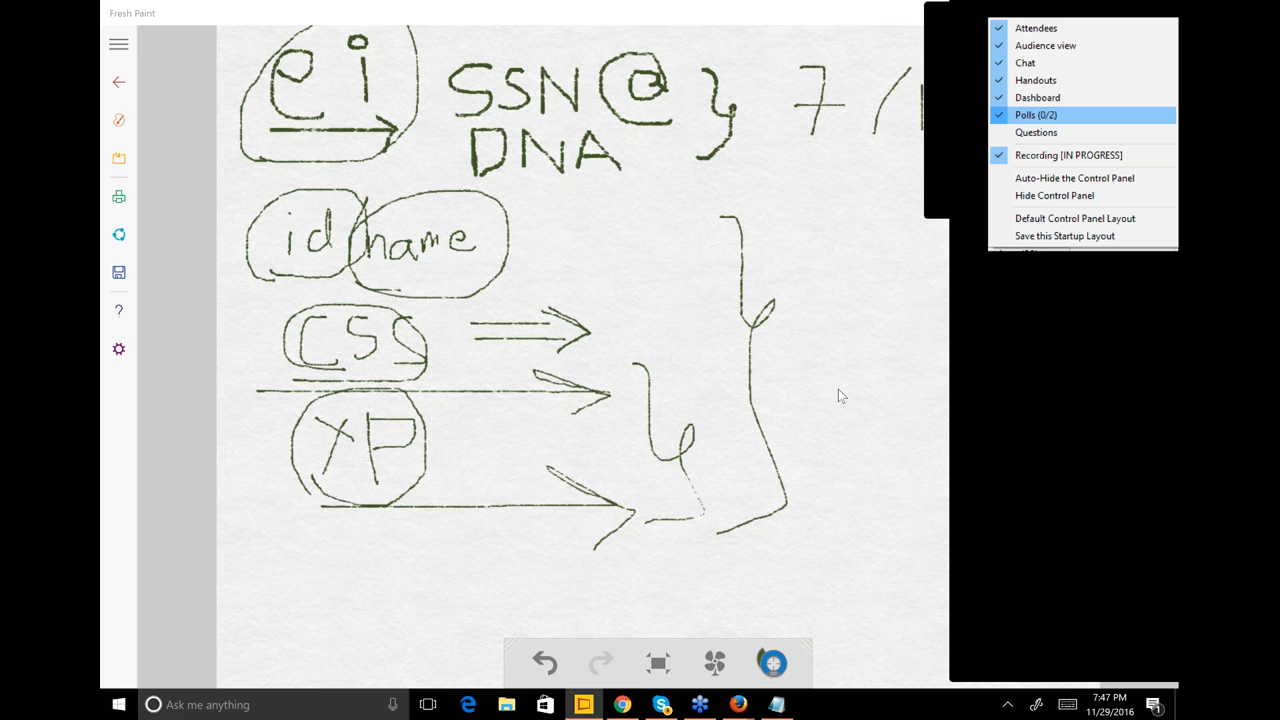 Fresh Paint
ei SSN @ } 7 /
DNA
id name
CSS
XP
Attendees
Audience view
Chat
Handouts
Dashboard
Polls (0/2)
Questions
Recording [IN PROGRESS]
Auto-Hide the Control Panel
Hide Control Panel
Default Control Panel Layout
Save this Startup Layout
?
Ask me anything
7:47 PM
11/29/2016
1